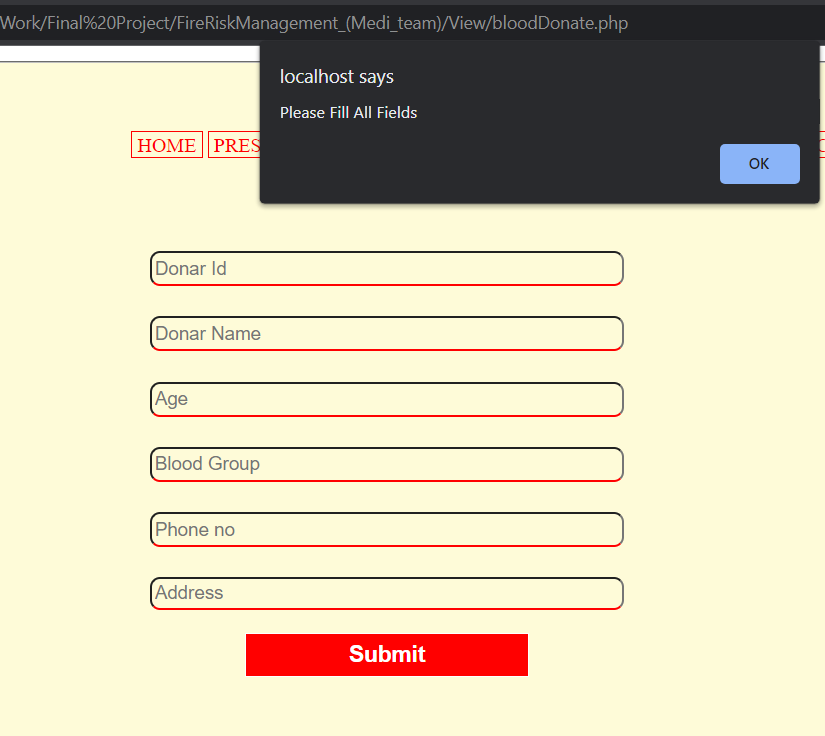 Work/Final%20Project/FireRiskManagement_(Medi_team)/View/bloodDonate.php
localhost says
Please Fill All Fields
OK
HOME PRES
Donar Id
Donar Name
Age
Blood Group
Phone no
Address
Submit